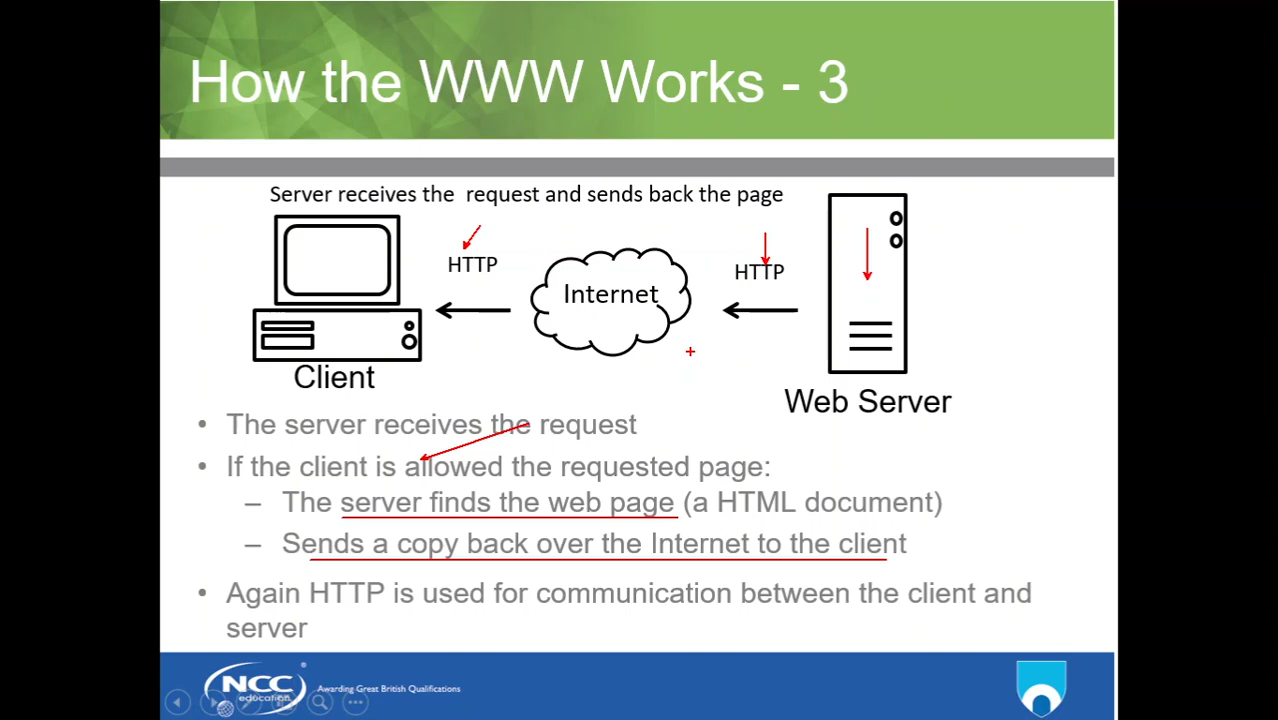 How the WWW Works - 3
Server receives the request and sends back the page
HTTP
HTTP
Internet
Client
Web Server
• The server receives the request
• If the client is allowed the requested page:
– The server finds the web page (a HTML document)
– Sends a copy back over the Internet to the client
• Again HTTP is used for communication between the client and
server
NCC
education
®
Awarding Great British Qualifications